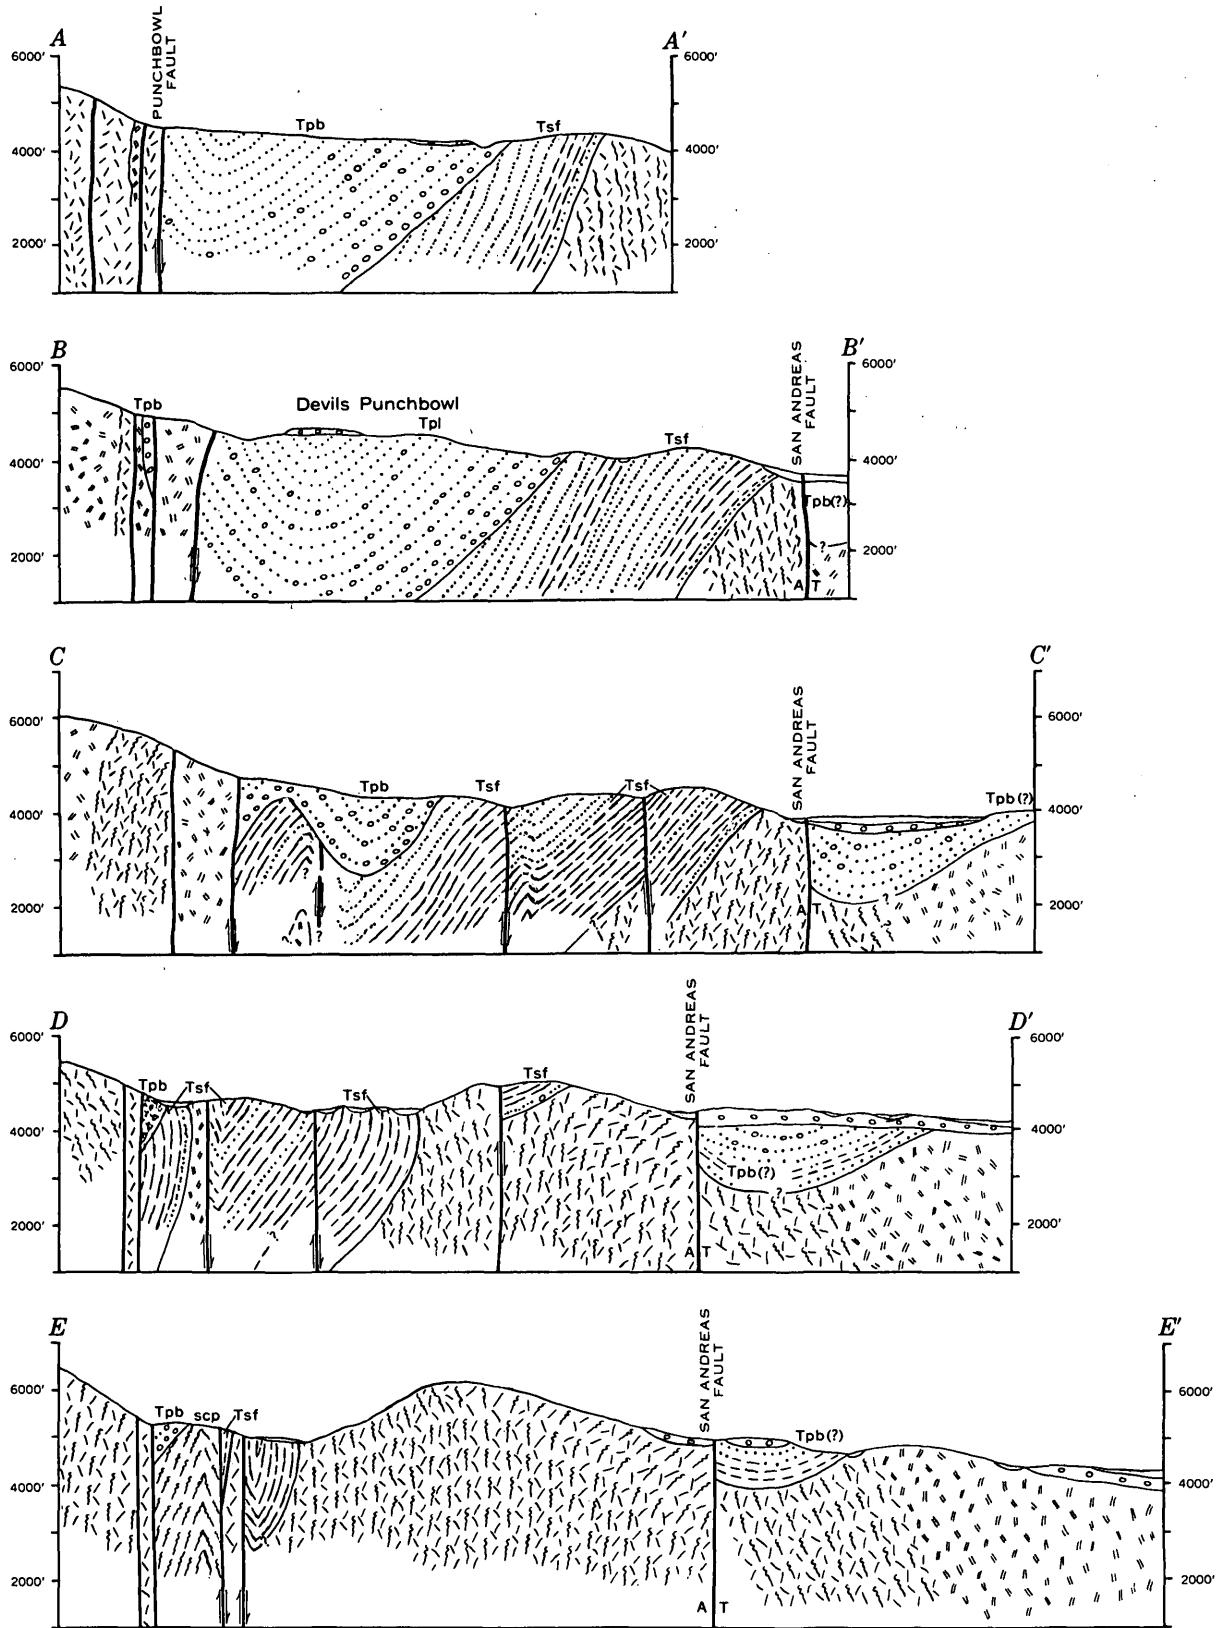 A
PUNCHBOWL
FAULT
A'
6000'
6000'
Tpb
Tsf
4000'
4000'
2000'
2000'
B
SAN ANDREAS
FAULT
B'
6000'
6000'
Tpb
Devils Punchbowl
Tpl
Tsf
4000'
4000'
Tpb(?)
2000'
?
2000'
A T
C
SAN ANDREAS
FAULT
C'
6000'
6000'
Tpb
Tsf
Tsf
Tpb(?)
4000'
4000'
?
2000'
?
2000'
A T
?
D
SAN ANDREAS
FAULT
D'
6000'
6000'
Tpb
Tsf
Tsf
Tsf
4000'
4000'
Tpb(?)
?
2000'
2000'
A T
E
SAN ANDREAS
FAULT
E'
6000'
6000'
Tpb
scp
Tsf
Tpb(?)
4000'
4000'
2000'
2000'
A T